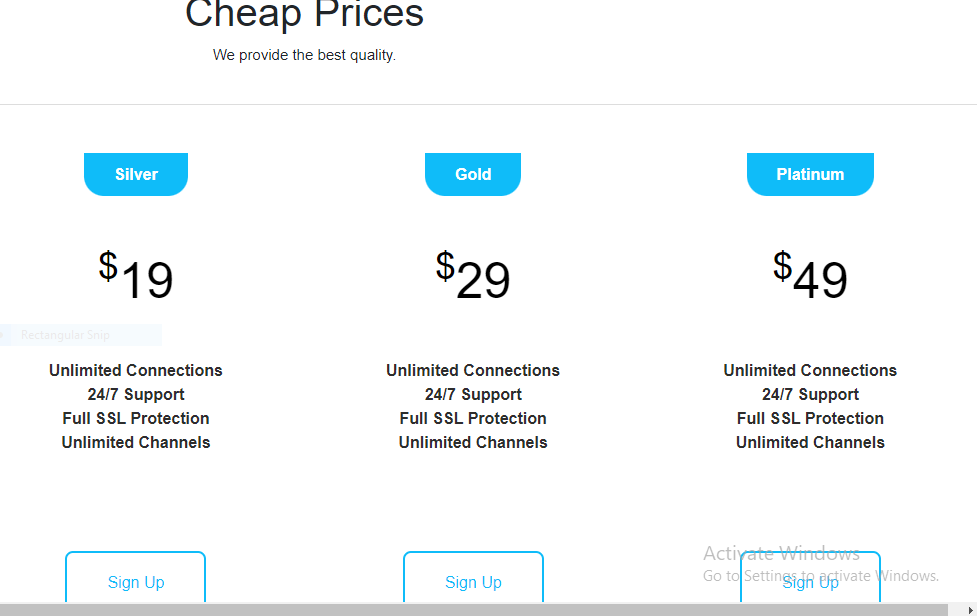 Cheap Prices
We provide the best quality.
Silver
Gold
Platinum
$19
$29
$49
Rectangular Snip
Unlimited Connections
24/7 Support
Full SSL Protection
Unlimited Channels
Unlimited Connections
24/7 Support
Full SSL Protection
Unlimited Channels
Unlimited Connections
24/7 Support
Full SSL Protection
Unlimited Channels
Activate Windows
Go to Settings to activate Windows.
Sign Up
Sign Up
Sign Up